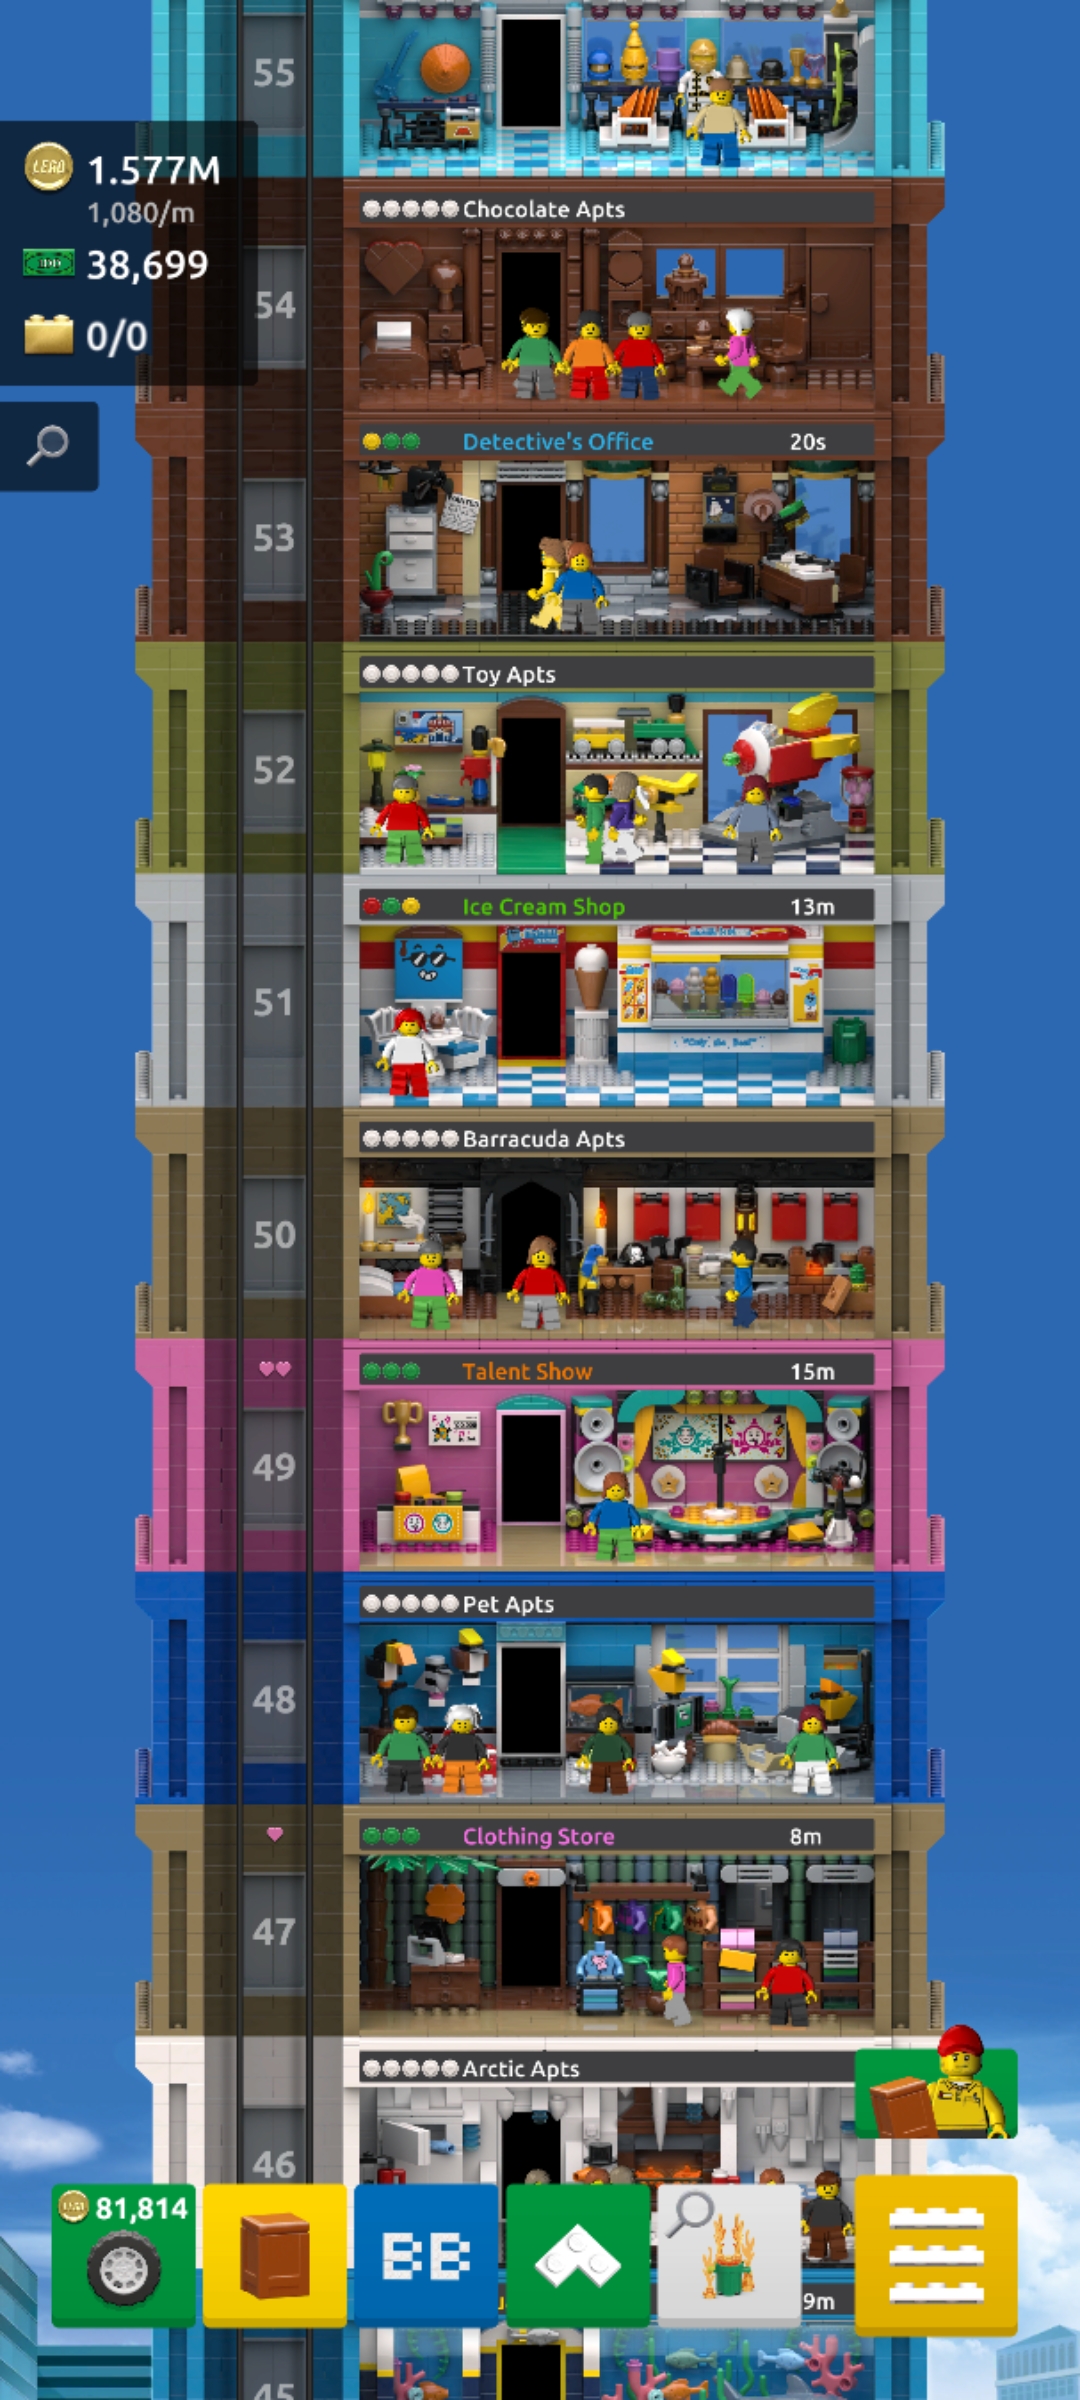 55
1.577M
1,080/m
Chocolate Apts
38,699
54
0/0
Detective's Office 20s
53
Toy Apts
52
Ice Cream Shop 13m
51
Barracuda Apts
50
Talent Show 15m
49
Pet Apts
48
Clothing Store 8m
47
Arctic Apts
46
81,814
BB
9m
45